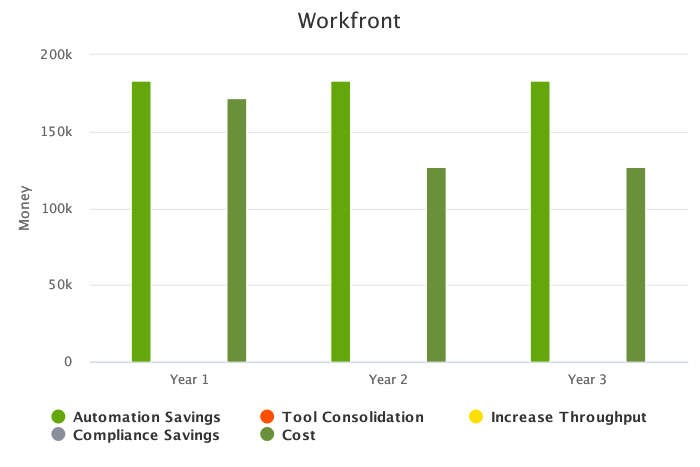 Workfront
200k
150k
100k
50k
0
Money
Year 1 Year 2 Year 3
Automation Savings Tool Consolidation Increase Throughput
Compliance Savings Cost